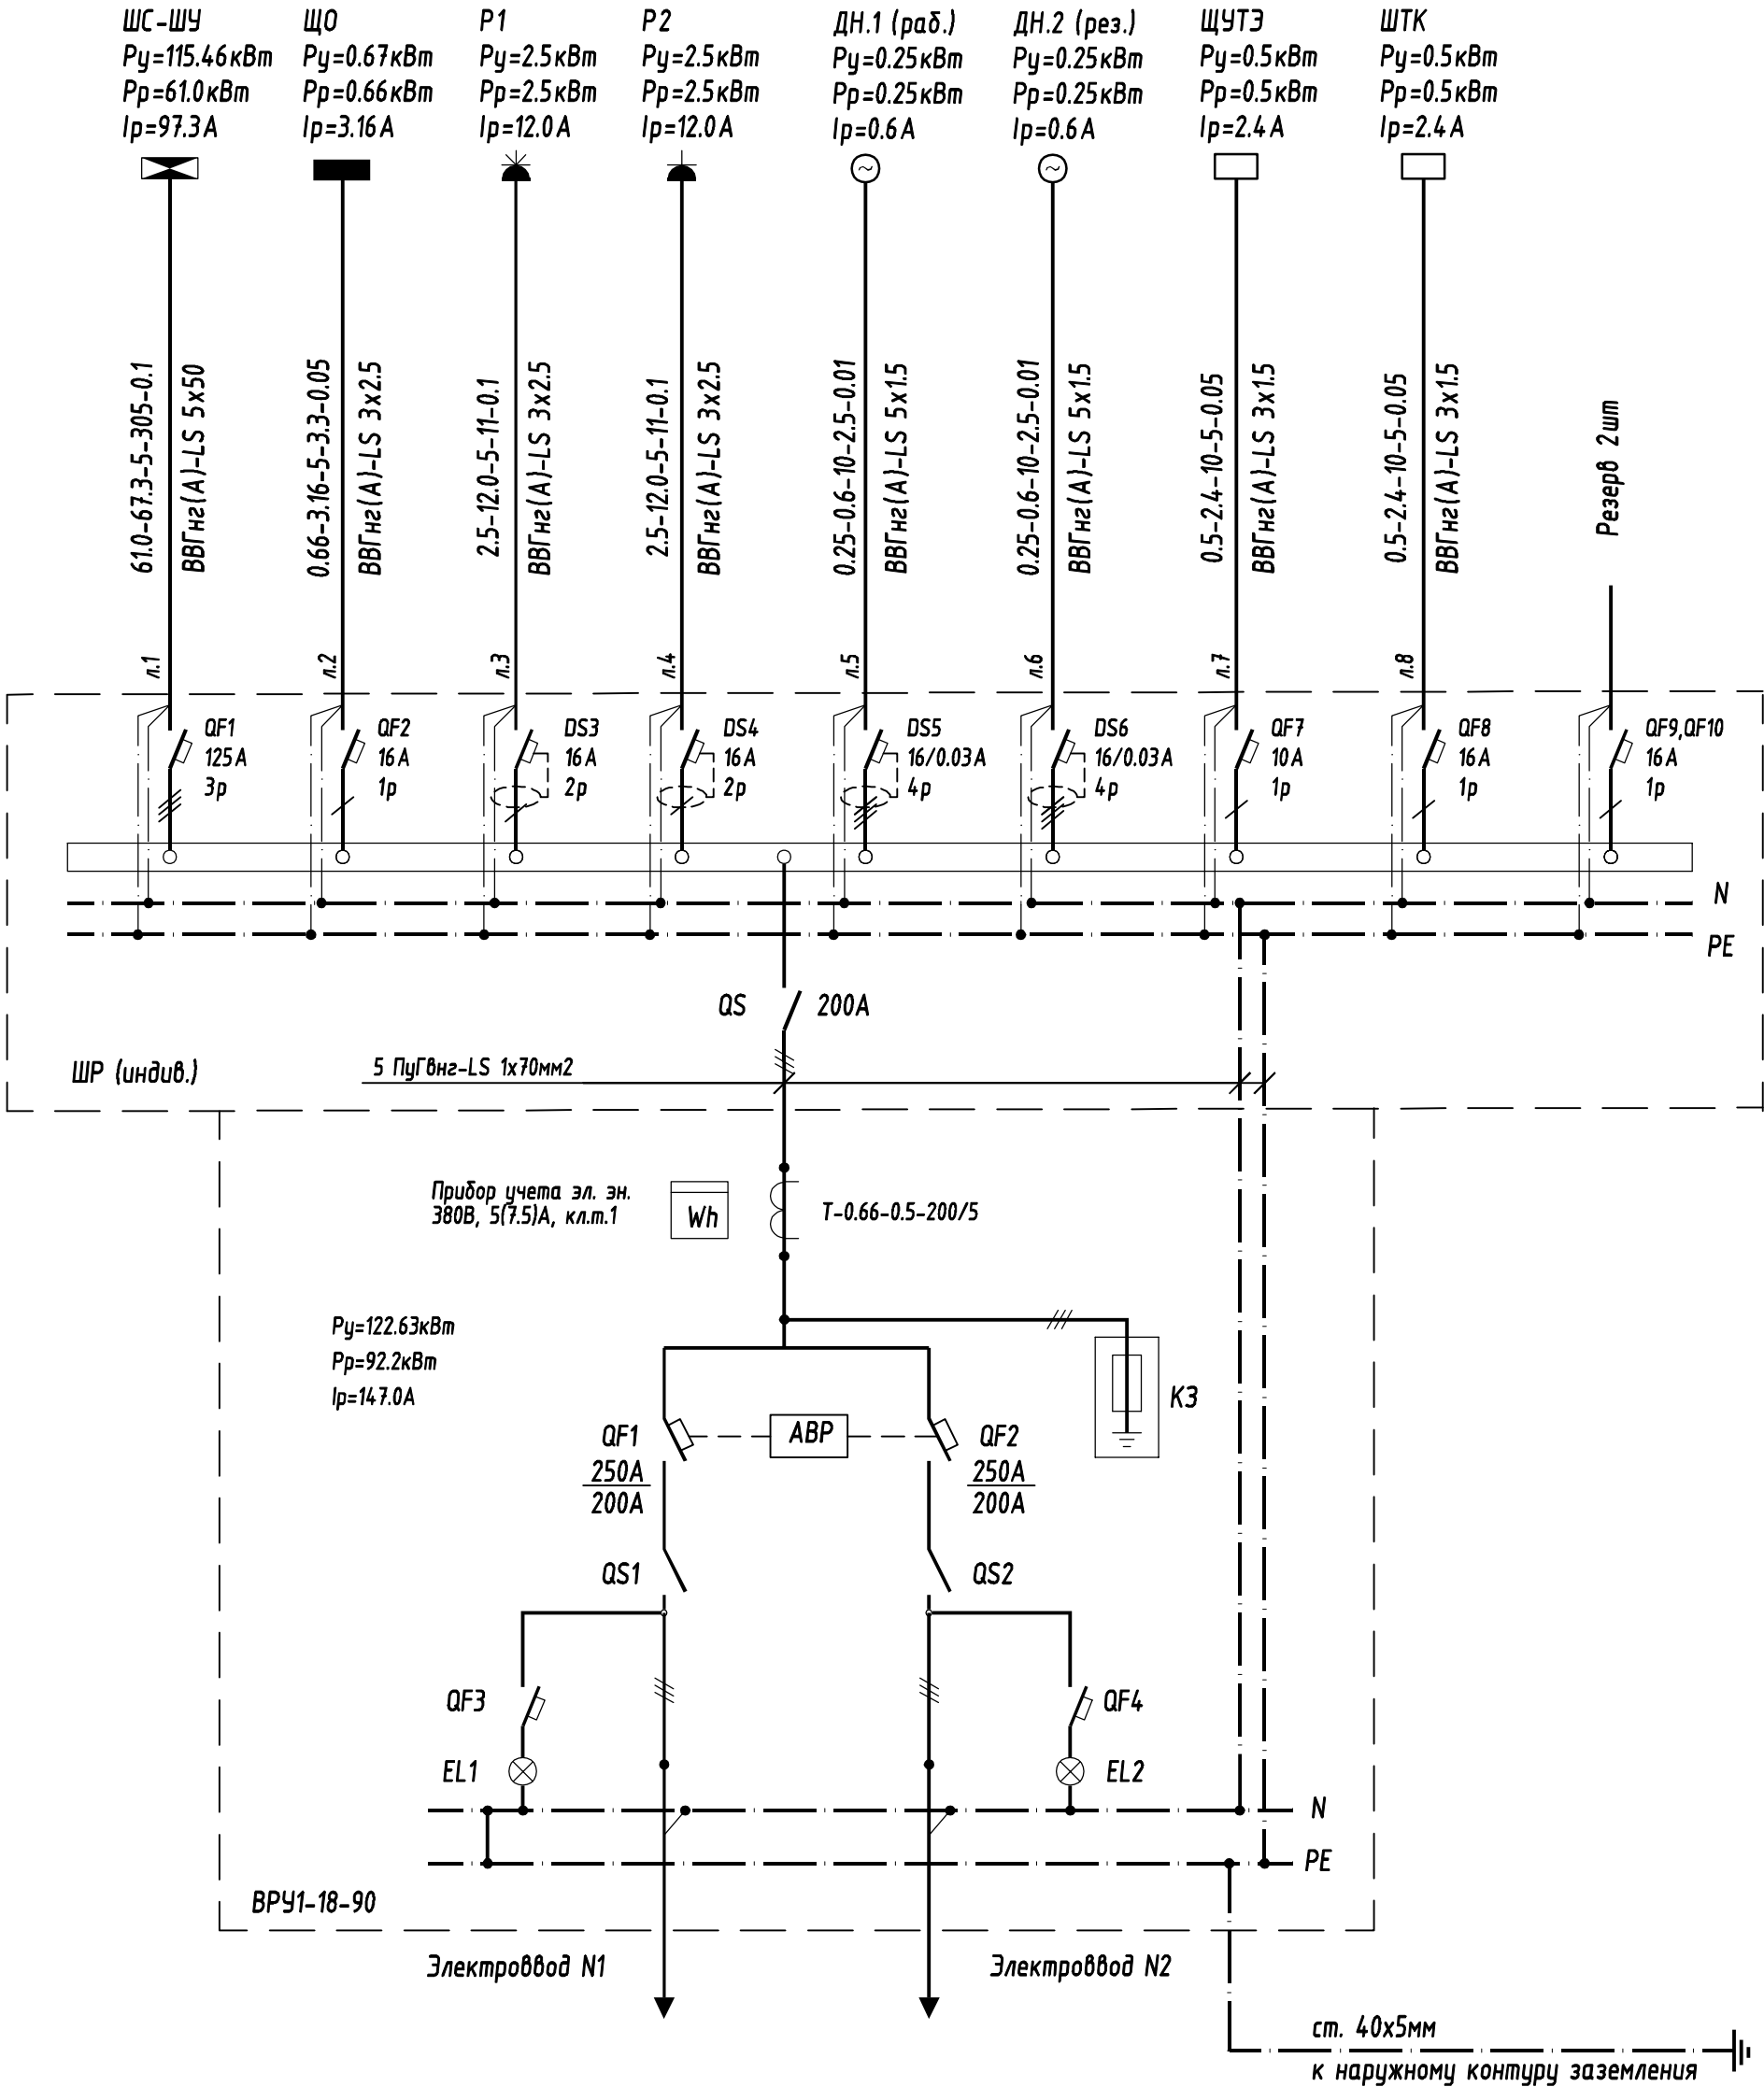 ШС-ШУ
Ру=115.46кВт
Рр=61.0кВт
Iр=97.3А
ЩО
Ру=0.67кВт
Рр=0.66кВт
Iр=3.16А
Р1
Ру=2.5кВт
Рр=2.5кВт
Iр=12.0А
Р2
Ру=2.5кВт
Рр=2.5кВт
Iр=12.0А
ДН.1 (раб.)
Ру=0.25кВт
Рр=0.25кВт
Iр=0.6А
ДН.2 (рез.)
Ру=0.25кВт
Рр=0.25кВт
Iр=0.6А
ЩУТЭ
Ру=0.5кВт
Рр=0.5кВт
Iр=2.4А
ШТК
Ру=0.5кВт
Рр=0.5кВт
Iр=2.4А
61.0-67.3-5-305-0.1
ВВГнг(А)-LS 5х50
0.66-3.16-5-3.3-0.05
ВВГнг(А)-LS 3х2.5
2.5-12.0-5-11-0.1
ВВГнг(А)-LS 3х2.5
2.5-12.0-5-11-0.1
ВВГнг(А)-LS 3х2.5
0.25-0.6-10-2.5-0.01
ВВГнг(А)-LS 5х1.5
0.25-0.6-10-2.5-0.01
ВВГнг(А)-LS 5х1.5
0.5-2.4-10-5-0.05
ВВГнг(А)-LS 3х1.5
0.5-2.4-10-5-0.05
ВВГнг(А)-LS 3х1.5
Резерв 2шт
л.1
л.2
л.3
л.4
л.5
л.6
л.7
л.8
QF1
125А
3р
QF2
16А
1р
DS3
16А
2р
DS4
16А
2р
DS5
16/0.03А
4р
DS6
16/0.03А
4р
QF7
10А
1р
QF8
16А
1р
QF9,QF10
16А
1р
N
PE
QS
200А
ШР (индив.)
5 ПуГвнг-LS 1х70мм2
Прибор учета эл. эн.
380В, 5(7.5)А, кл.т.1
Wh
Т-0.66-0.5-200/5
Ру=122.63кВт
Рр=92.2кВт
Iр=147.0А
КЗ
QF1
250А
200А
АВР
QF2
250А
200А
QS1
QS2
QF3
QF4
EL1
EL2
N
PE
ВРУ1-18-90
Электроввод N1
Электроввод N2
ст. 40х5мм
к наружному контуру заземления